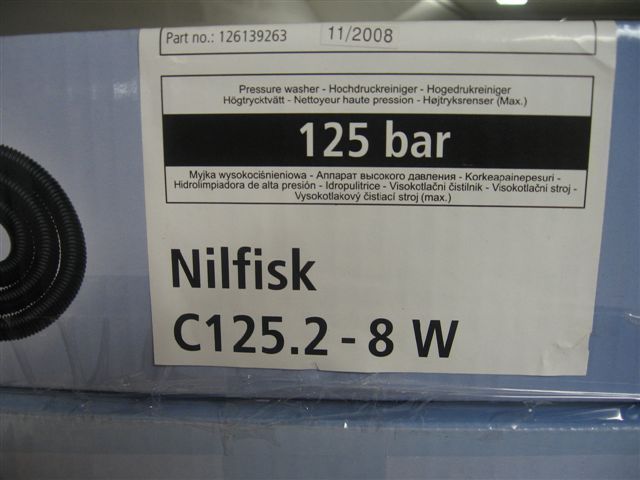 Part no.: 126139263
11/2008
Pressure washer - Hochdruckreiniger - Hogedrukreiniger
Högtrycktvätt - Nettoyeur haute pression - Højtryksrenser (Max.)
125 bar
Myjka wysokociśnieniowa - Аппарат высокого давления - Korkeapainepesuri -
Hidrolimpiadora de alta presión - Idropulitrice - Visokotlačni čistilnik - Visokotlačni stroj -
Vysokotlakový čistiací stroj (max.)
Nilfisk
C125.2 - 8 W